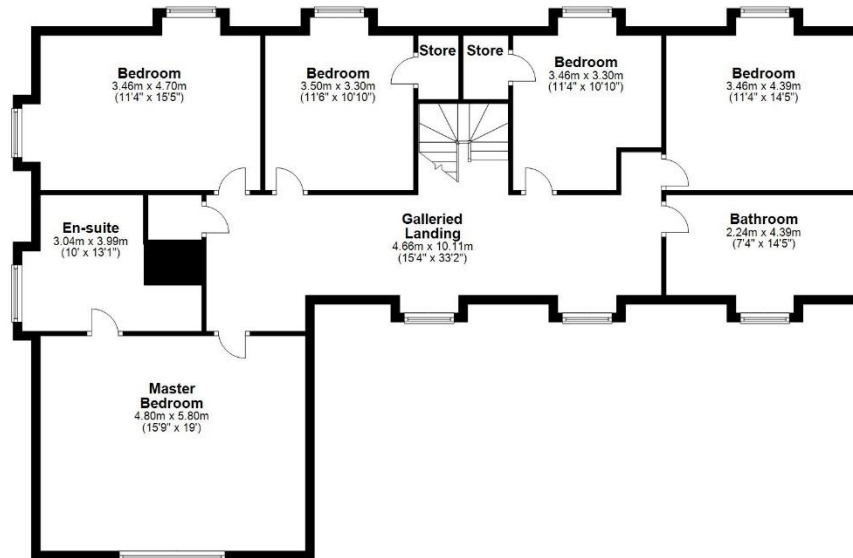 Bedroom
3.46m x 4.70m
(11'4" x 15'5")
Bedroom
3.50m x 3.30m
(11'6" x 10'10")
Store
Store
Bedroom
3.46m x 3.30m
(11'4" x 10'10")
Bedroom
3.46m x 4.39m
(11'4" x 14'5")
En-suite
3.04m x 3.99m
(10' x 13'1")
Galleried
Landing
4.66m x 10.11m
(15'4" x 33'2")
Bathroom
2.24m x 4.39m
(7'4" x 14'5")
Master
Bedroom
4.80m x 5.80m
(15'9" x 19')